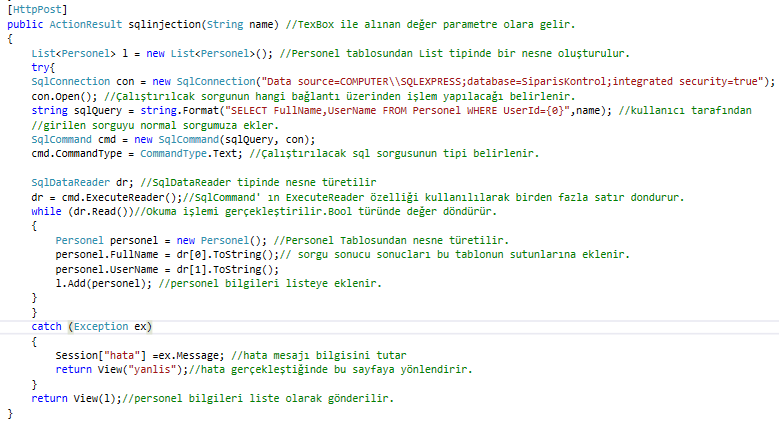 [HttpPost]
public ActionResult sqlinjection(String name) //TexBox ile alınan değer parametre olara gelir.
{
List<Personel> l = new List<Personel>(); //Personel tablosundan List tipinde bir nesne oluşturulur.
try{
SqlConnection con = new SqlConnection("Data source=COMPUTER\\SQLEXPRESS;database=SiparisKontrol;integrated security=true");
con.Open(); //Çalıştırılcak sorgunun hangi bağlantı üzerinden işlem yapılacağı belirlenir.
string sqlQuery = string.Format("SELECT FullName,UserName FROM Personel WHERE UserId={0}",name); //kullanıcı tarafından
//girilen sorguyu normal sorgumuza ekler.
SqlCommand cmd = new SqlCommand(sqlQuery, con);
cmd.CommandType = CommandType.Text; //Çalıştırılacak sql sorgusunun tipi belirlenir.
SqlDataReader dr; //SqlDataReader tipinde nesne türetilir
dr = cmd.ExecuteReader();//SqlCommand' ın ExecuteReader özelliği kullanılılarak birden fazla satır dondurur.
while (dr.Read())//Okuma işlemi gerçekleştirilir.Bool türünde değer döndürür.
{
Personel personel = new Personel(); //Personel Tablosundan nesne türetilir.
personel.FullName = dr[0].ToString();// sorgu sonucu sonucları bu tablonun sutunlarına eklenir.
personel.UserName = dr[1].ToString();
l.Add(personel); //personel bilgileri listeye eklenir.
}
}
catch (Exception ex)
{
Session["hata"] =ex.Message; //hata mesajı bilgisini tutar
return View("yanlis");//hata gerçekleştiğinde bu sayfaya yönlendirir.
}
return View(l);//personel bilgileri liste olarak gönderilir.
}